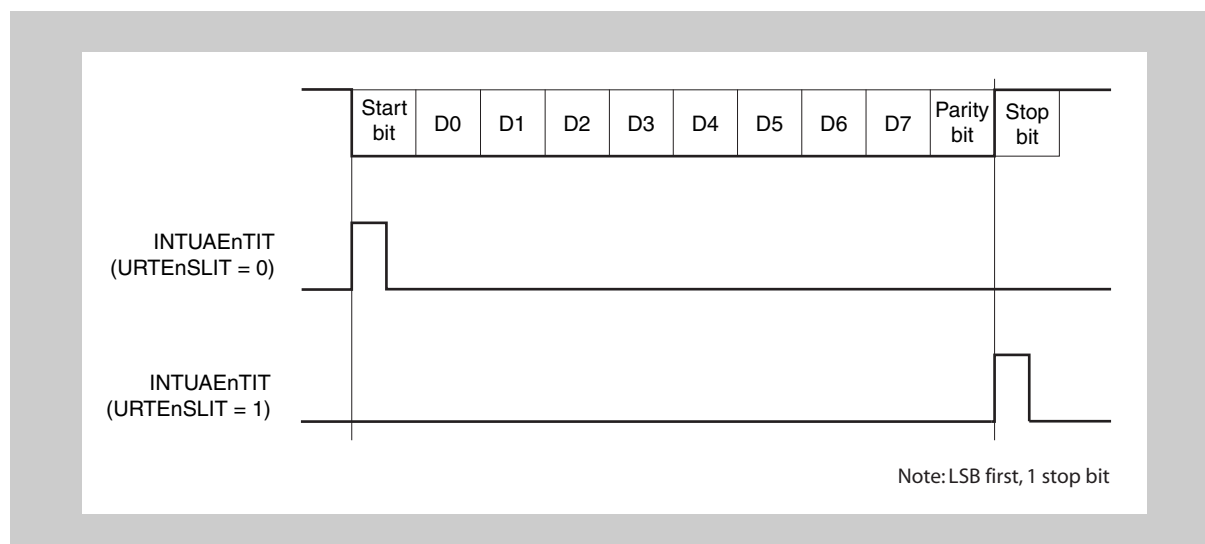 Start bit D0 D1 D2 D3 D4 D5 D6 D7 Parity bit Stop bit
INTUAEnTIT
(URTEnSLIT = 0)
INTUAEnTIT
(URTEnSLIT = 1)
Note: LSB first, 1 stop bit